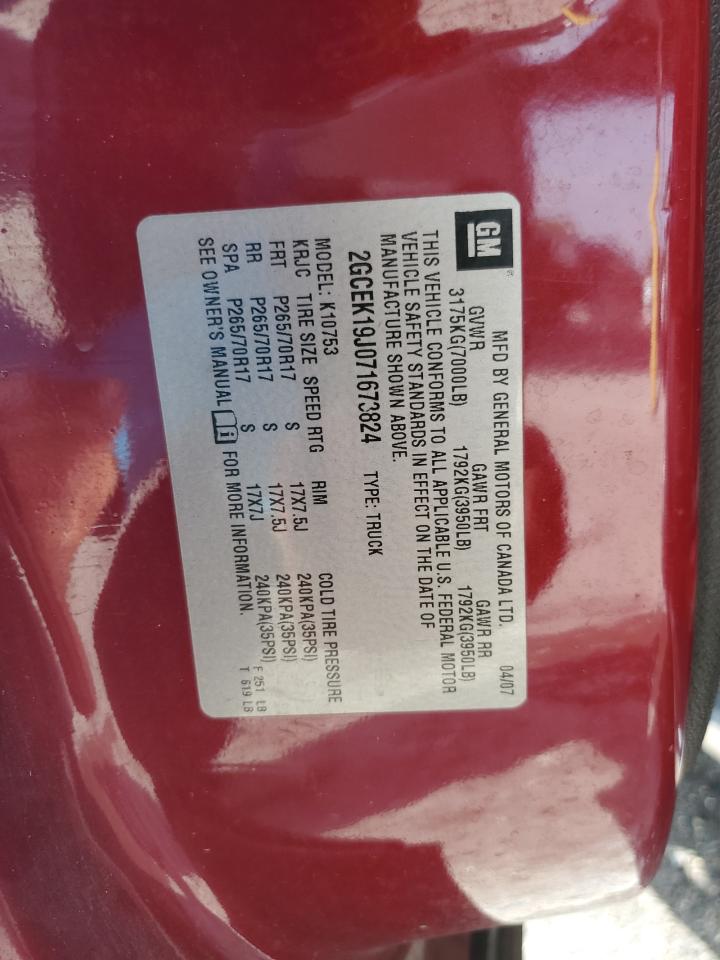 GM
MFD BY GENERAL MOTORS OF CANADA LTD. 04/07
GVWR GAWR FRT GAWR RR
3175KG(7000LB) 1792KG(3950LB) 1792KG(3950LB)
THIS VEHICLE CONFORMS TO ALL APPLICABLE U.S. FEDERAL MOTOR
VEHICLE SAFETY STANDARDS IN EFFECT ON THE DATE OF
MANUFACTURE SHOWN ABOVE.
2GCEK19J071673824 TYPE: TRUCK
MODEL: K10753
KRJC TIRE SIZE SPEED RTG RIM COLD TIRE PRESSURE
FRT P265/70R17 S 17X7.5J 240KPA(35PSI)
RR P265/70R17 S 17X7.5J 240KPA(35PSI)
SPA P265/70R17 S 17X7J 240KPA(35PSI)
SEE OWNER'S MANUAL i FOR MORE INFORMATION. F 251 LB
T 619 LB